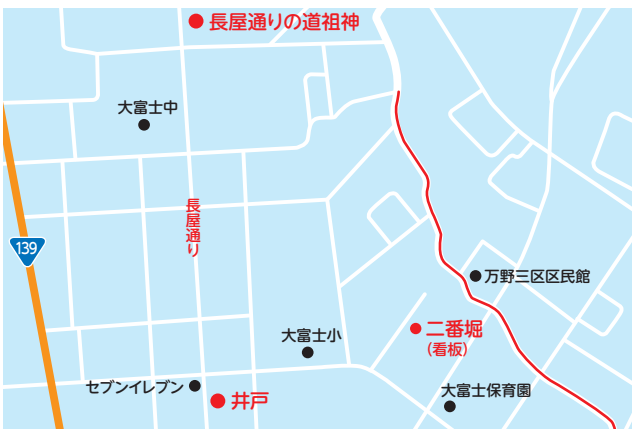 長屋通りの道祖神
大富士中
長屋通り
139
万野三区区民館
二番堀
(看板)
大富士小
セブンイレブン
井戸
大富士保育園